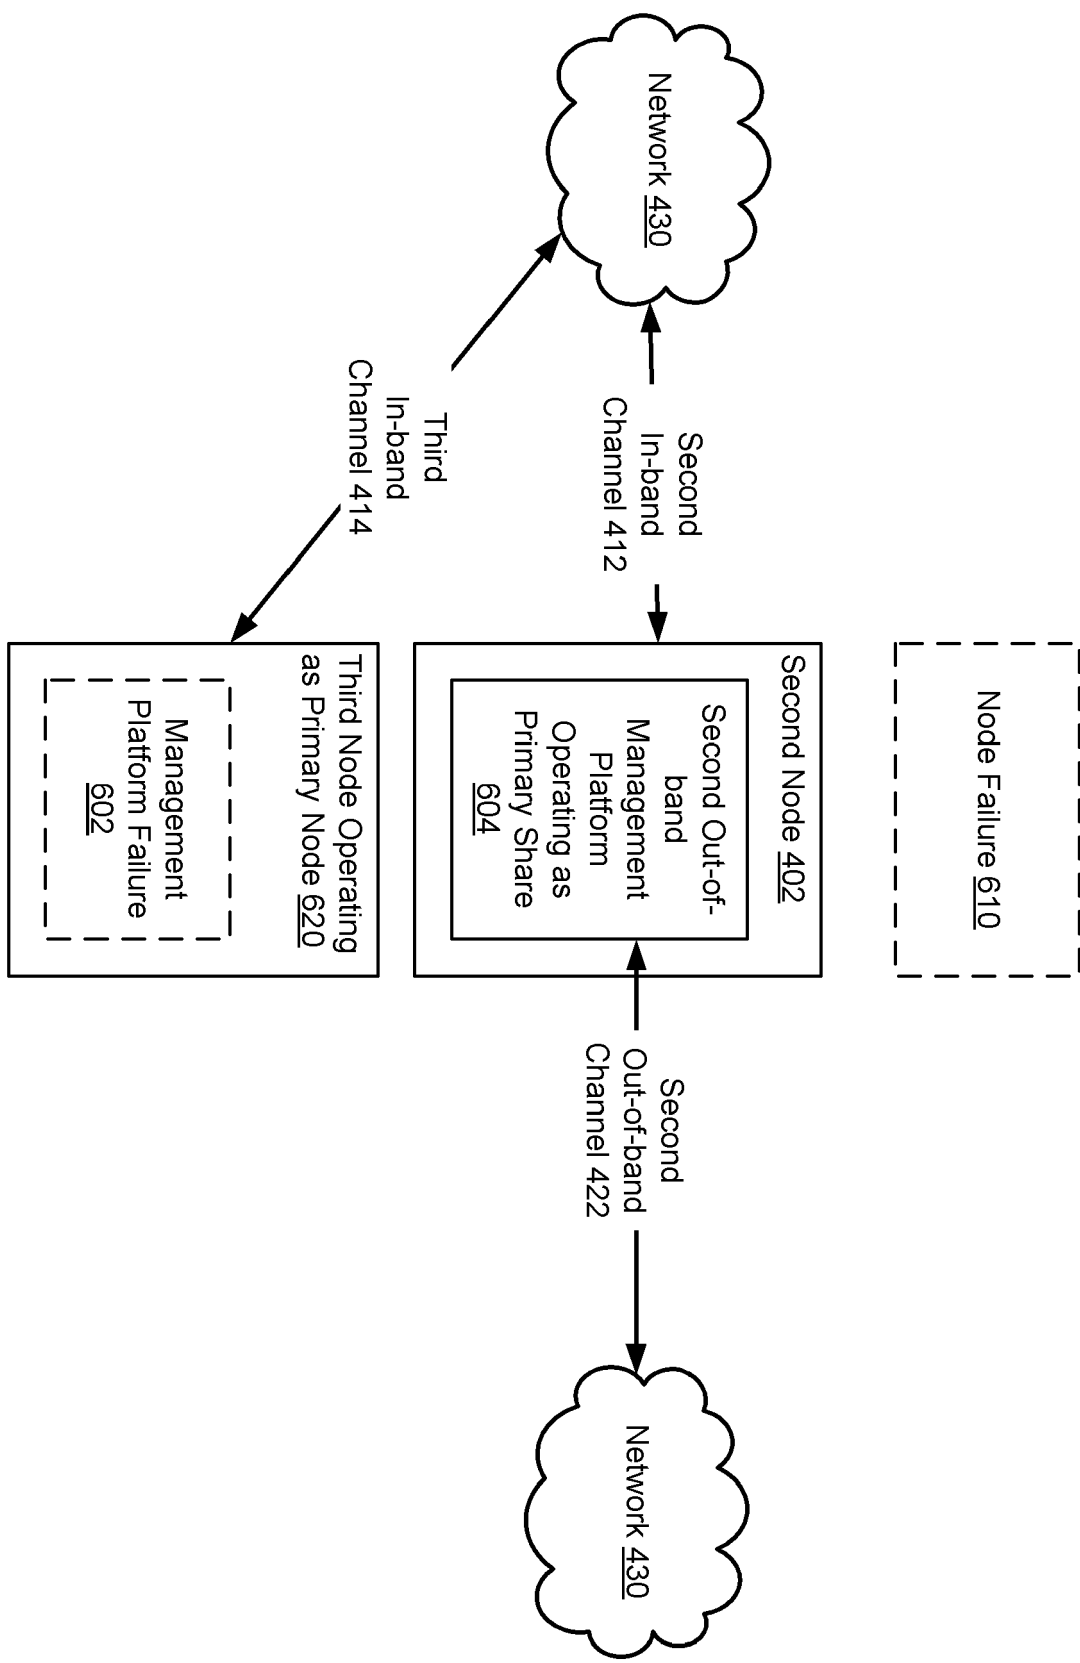 Node Failure 610
Network 430
Second
In-band
Channel 412
Second Node 402
Second Out-of-
band
Management
Platform
Operating as
Primary Share
604
Second
Out-of-band
Channel 422
Network 430
Third
In-band
Channel 414
Third Node Operating
as Primary Node 620
Management
Platform Failure
602